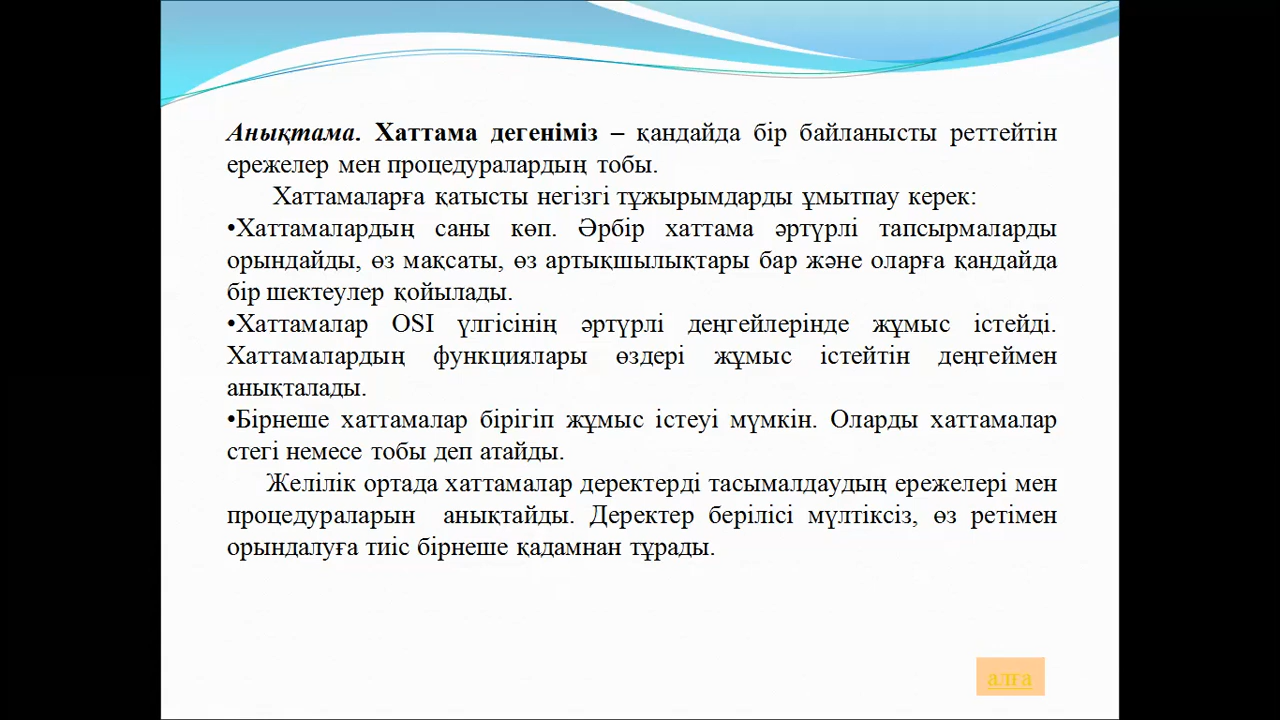 Анықтама. Хаттама дегеніміз – қандайда бір байланысты реттейтін
ережелер мен процедуралардың тобы.
Хаттамаларға қатысты негізгі тұжырымдарды ұмытпау керек:
•Хаттамалардың саны көп. Әрбір хаттама әртүрлі тапсырмаларды
орындайды, өз мақсаты, өз артықшылықтары бар және оларға қандайда
бір шектеулер қойылады.
•Хаттамалар OSI үлгісінің әртүрлі деңгейлерінде жұмыс істейді.
Хаттамалардың функциялары өздері жұмыс істейтін деңгеймен
анықталады.
•Бірнеше хаттамалар бірігіп жұмыс істеуі мүмкін. Оларды хаттамалар
стегі немесе тобы деп атайды.
Желілік ортада хаттамалар деректерді тасымалдаудың ережелері мен
процедураларын анықтайды. Деректер берілісі мүлтіксіз, өз ретімен
орындалуға тиіс бірнеше қадамнан тұрады.
алға